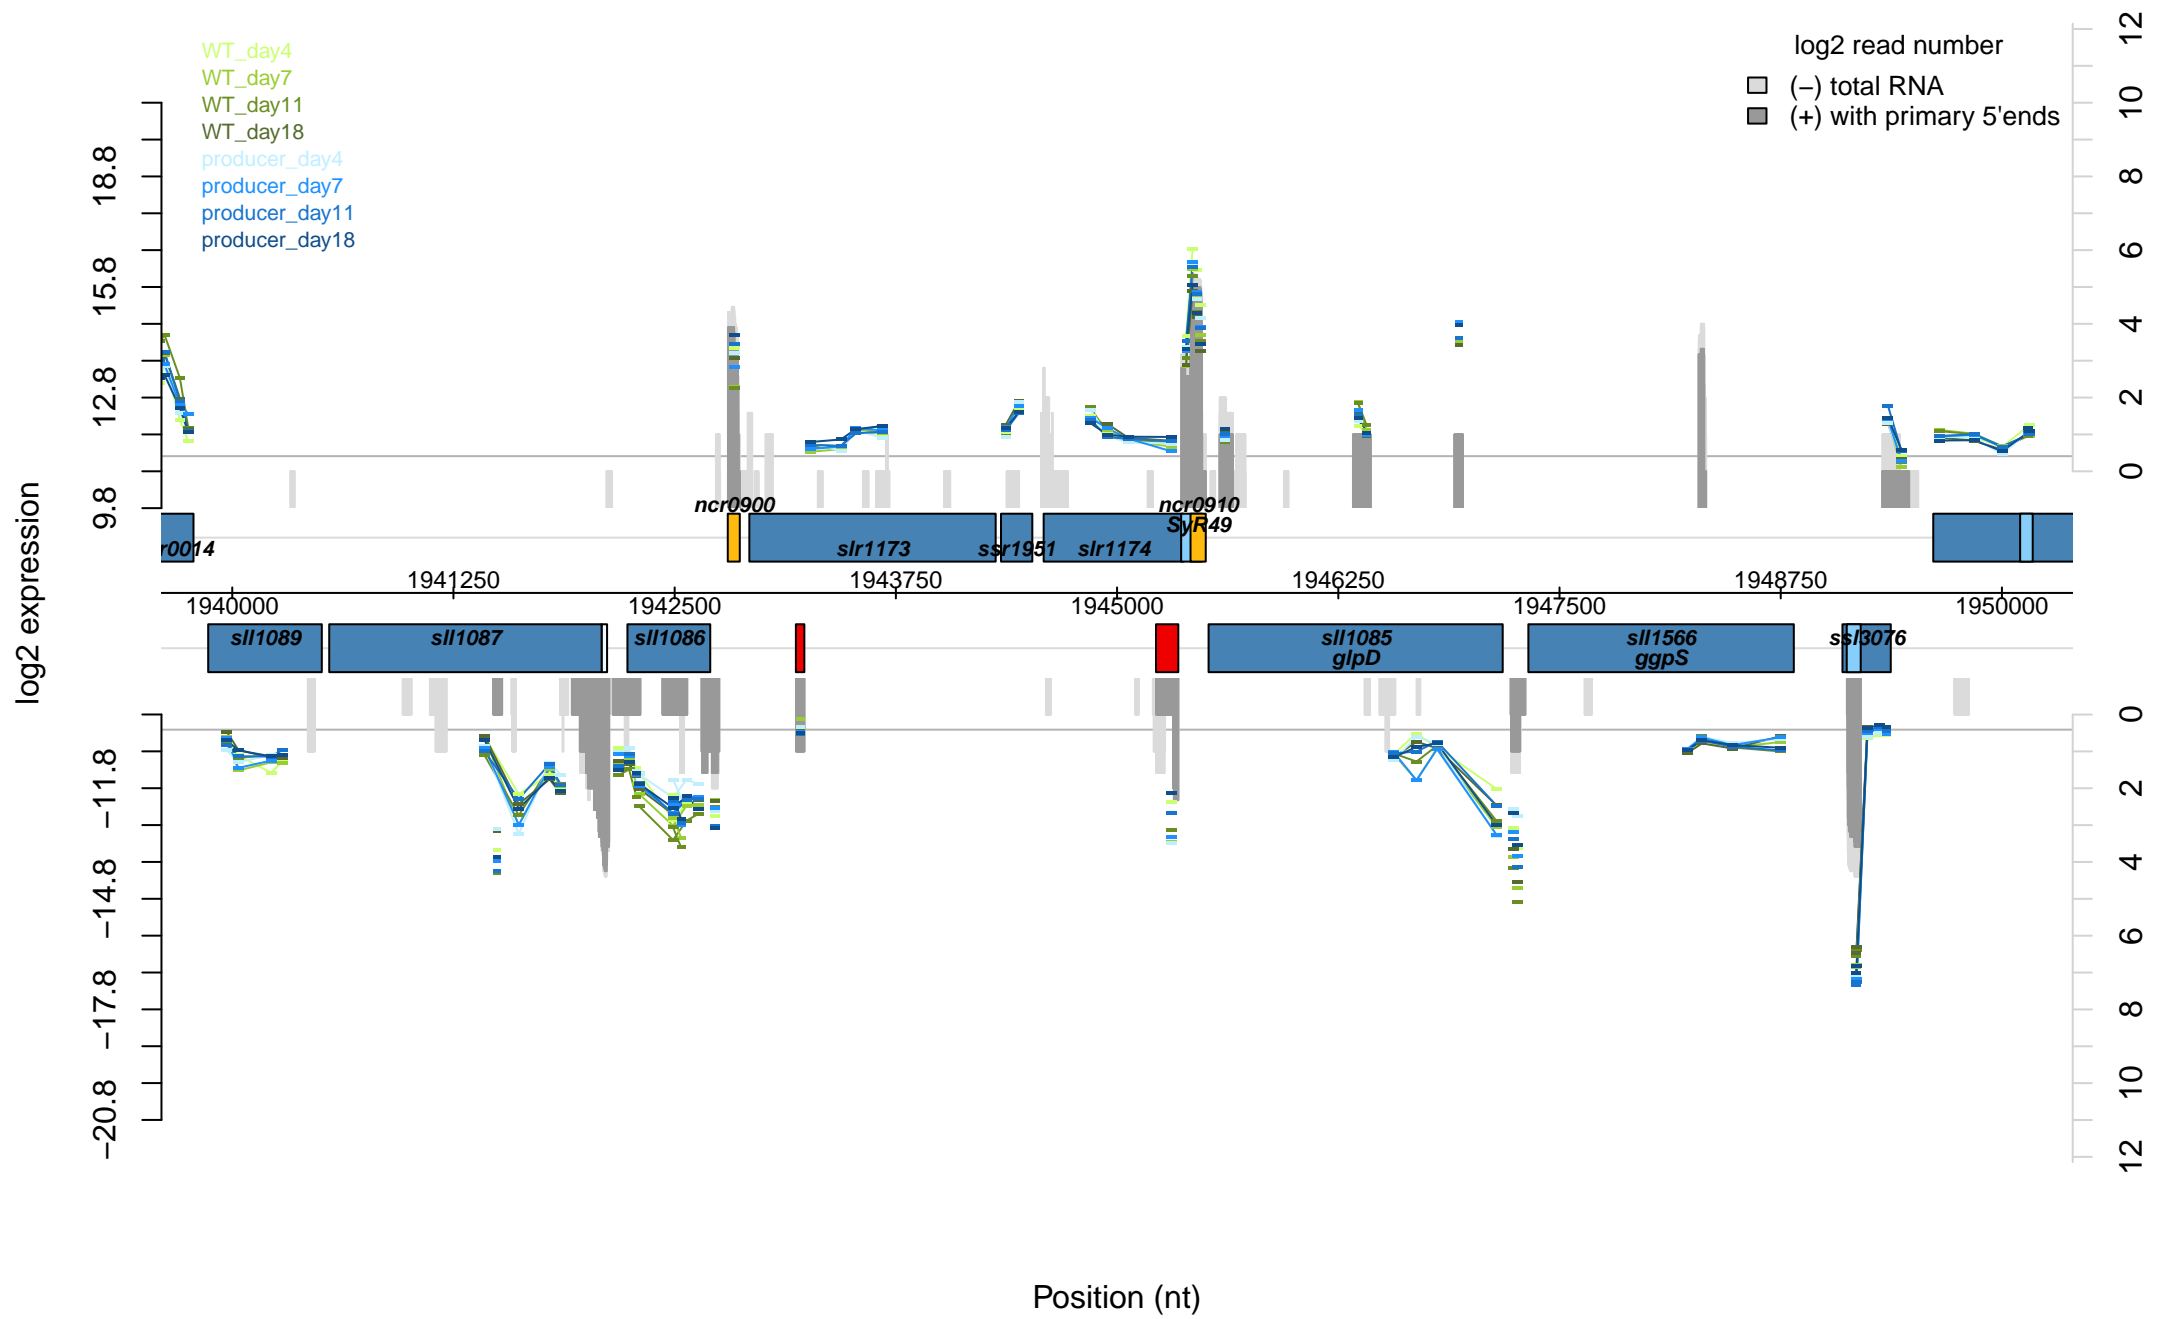 WT_day4
WT_day7
WT_day11
WT_day18
producer_day4
producer_day7
producer_day11
producer_day18
log2 read number
(–) total RNA
(+) with primary 5'ends
log2 expression
18.8
15.8
12.8
9.8
12
10
8
6
4
2
0
ncr0900
ncr0910
SyR49
r0014
slr1173
ssr1951
slr1174
1941250
1943750
1946250
1948750
1940000
1942500
1945000
1947500
1950000
sll1089
sll1087
sll1086
sll1085
glpD
sll1566
ggpS
ssl3076
−11.8
−14.8
−17.8
−20.8
0
2
4
6
8
10
12
Position (nt)